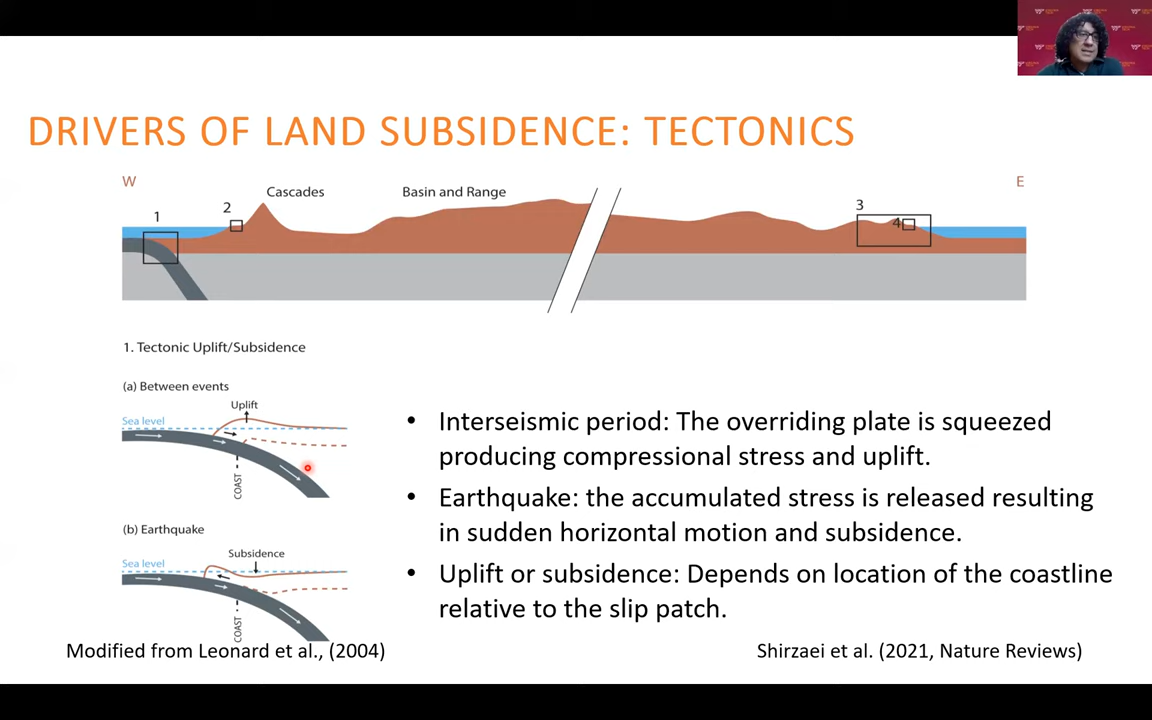 DRIVERS OF LAND SUBSIDENCE: TECTONICS
W
E
Cascades
Basin and Range
1
2
3
4
1. Tectonic Uplift/Subsidence
(a) Between events
Uplift
Sea level
COAST
(b) Earthquake
Subsidence
Sea level
COAST
• Interseismic period: The overriding plate is squeezed
producing compressional stress and uplift.
• Earthquake: the accumulated stress is released resulting
in sudden horizontal motion and subsidence.
• Uplift or subsidence: Depends on location of the coastline
relative to the slip patch.
Modified from Leonard et al., (2004)
Shirzaei et al. (2021, Nature Reviews)